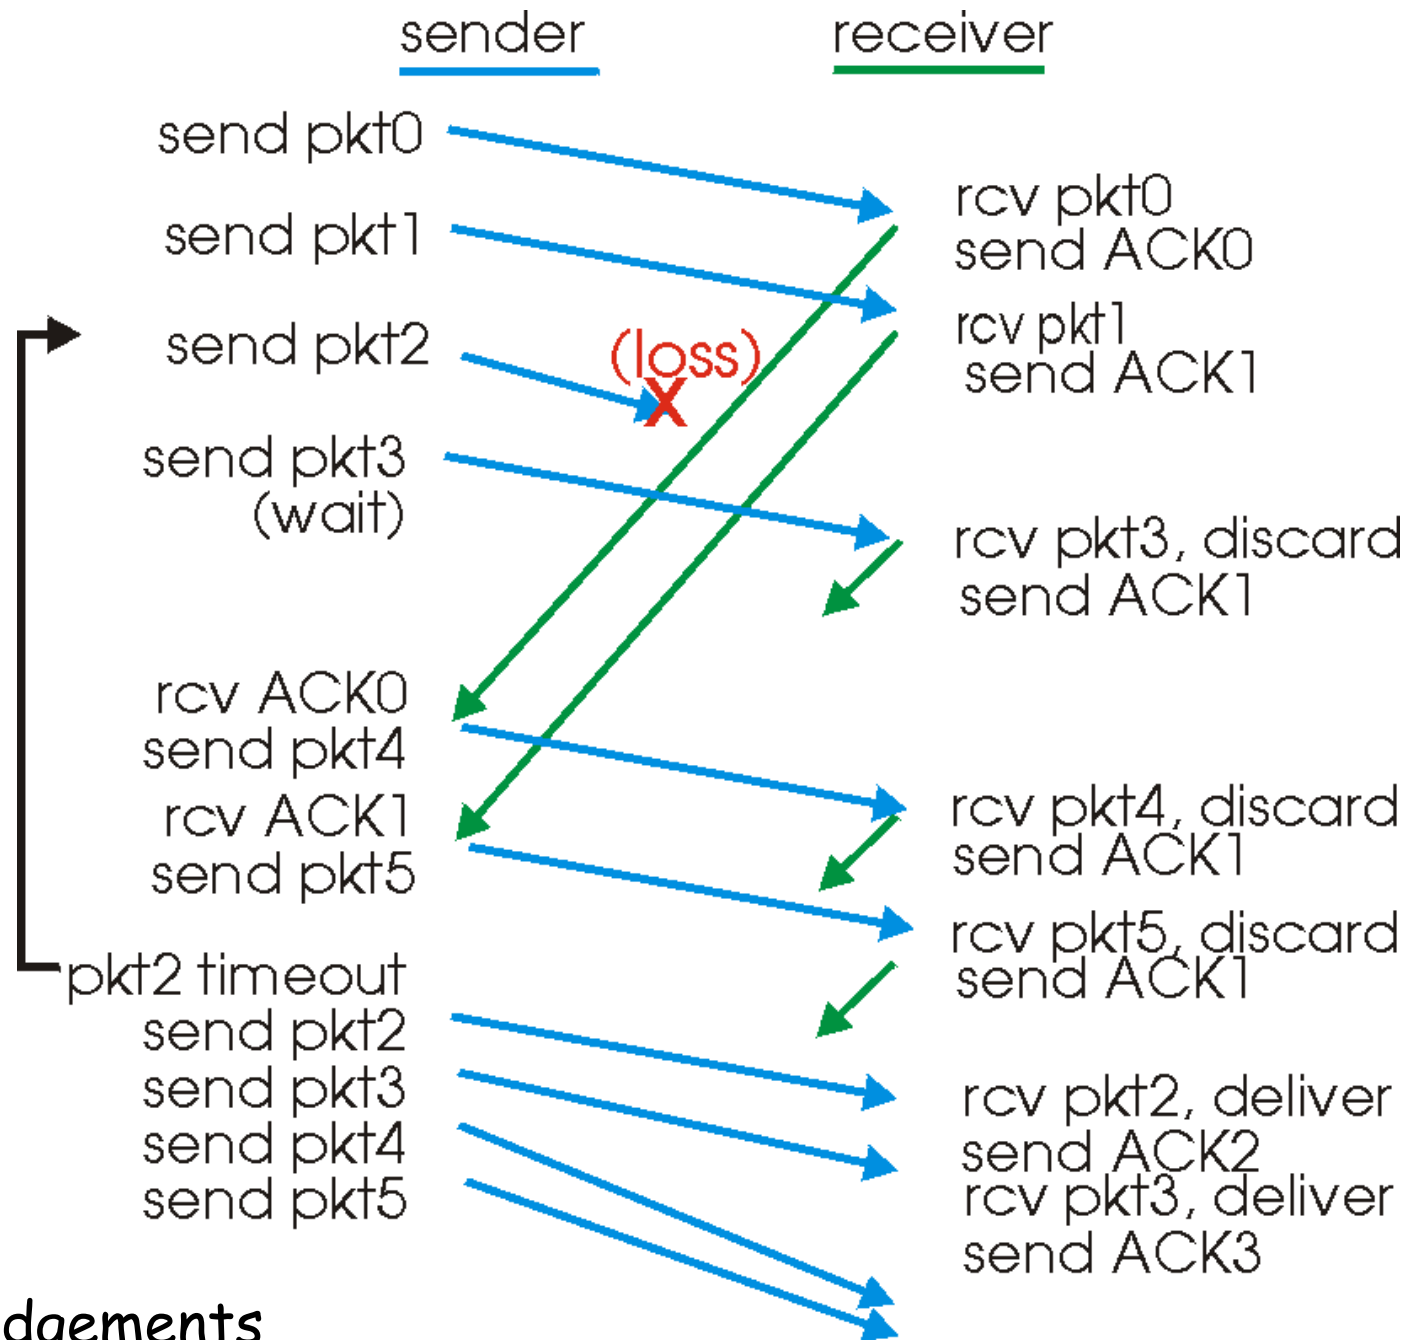 sender
receiver
send pkt0
send pkt1
send pkt2
send pkt3
(wait)
(loss)
X
rcv ACK0
send pkt4
rcv ACK1
send pkt5
pkt2 timeout
send pkt2
send pkt3
send pkt4
send pkt5
rcv pkt0
send ACK0
rcv pkt1
send ACK1
rcv pkt3, discard
send ACK1
rcv pkt4, discard
send ACK1
rcv pkt5, discard
send ACK1
rcv pkt2, deliver
send ACK2
rcv pkt3, deliver
send ACK3
dgements